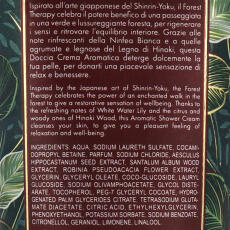 Ispirato all'arte giapponese del Shinrin-Yoku, il Forest
Therapy celebra il potere benefico di una passeggiata
in una verde e lussureggiante foresta, per rigenerare
i sensi e ritrovare l'equilibrio interiore. Grazie alle
note rinfrescanti della Ninfea Bianca e a quelle
agrumate e legnose del Legno di Hinoki, questa
Doccia Crema Aromatica deterge dolcemente la
tua pelle, per donarti una piacevole sensazione di
relax e benessere.
Inspired by the Japanese art of Shinrin-Yoku, the Forest
Therapy celebrates the power of an enchanted walk in the
forest to give a restorative sensation of wellbeing. Thanks to
the refreshing notes of White Water Lily and the citrus and
woody ones of Hinoki Wood, this Aromatic Shower Cream
cleanses your skin, to give you a pleasant feeling of
relaxation and well-being.
INGREDIENTS: AQUA, SODIUM LAURETH SULFATE, COCAMI-
DOPROPYL BETAINE, PARFUM, SODIUM CHLORIDE, AESCULUS
HIPPOCASTANUM SEED EXTRACT, SANTALUM ALBUM WOOD
EXTRACT, ROBINIA PSEUDOACACIA FLOWER EXTRACT,
GLYCERIN, GLYCERYL OLEATE, COCO-GLUCOSIDE, LAURYL
GLUCOSIDE, SODIUM OLIVAMPHOACETATE, GLYCOL DISTE-
ARATE, TOCOPHEROL, PEG-7 GLYCERYL COCOATE, HYDRO-
GENATED PALM GLYCERIDES CITRATE, TETRASODIUM GLUTA-
MATE DIACETATE, CITRIC ACID, ETHYLHEXYLGLYCERIN,
PHENOXYETHANOL, POTASSIUM SORBATE, SODIUM BENZOATE,
CITRONELLOL, GERANIOL, LIMONENE, LINALOOL.